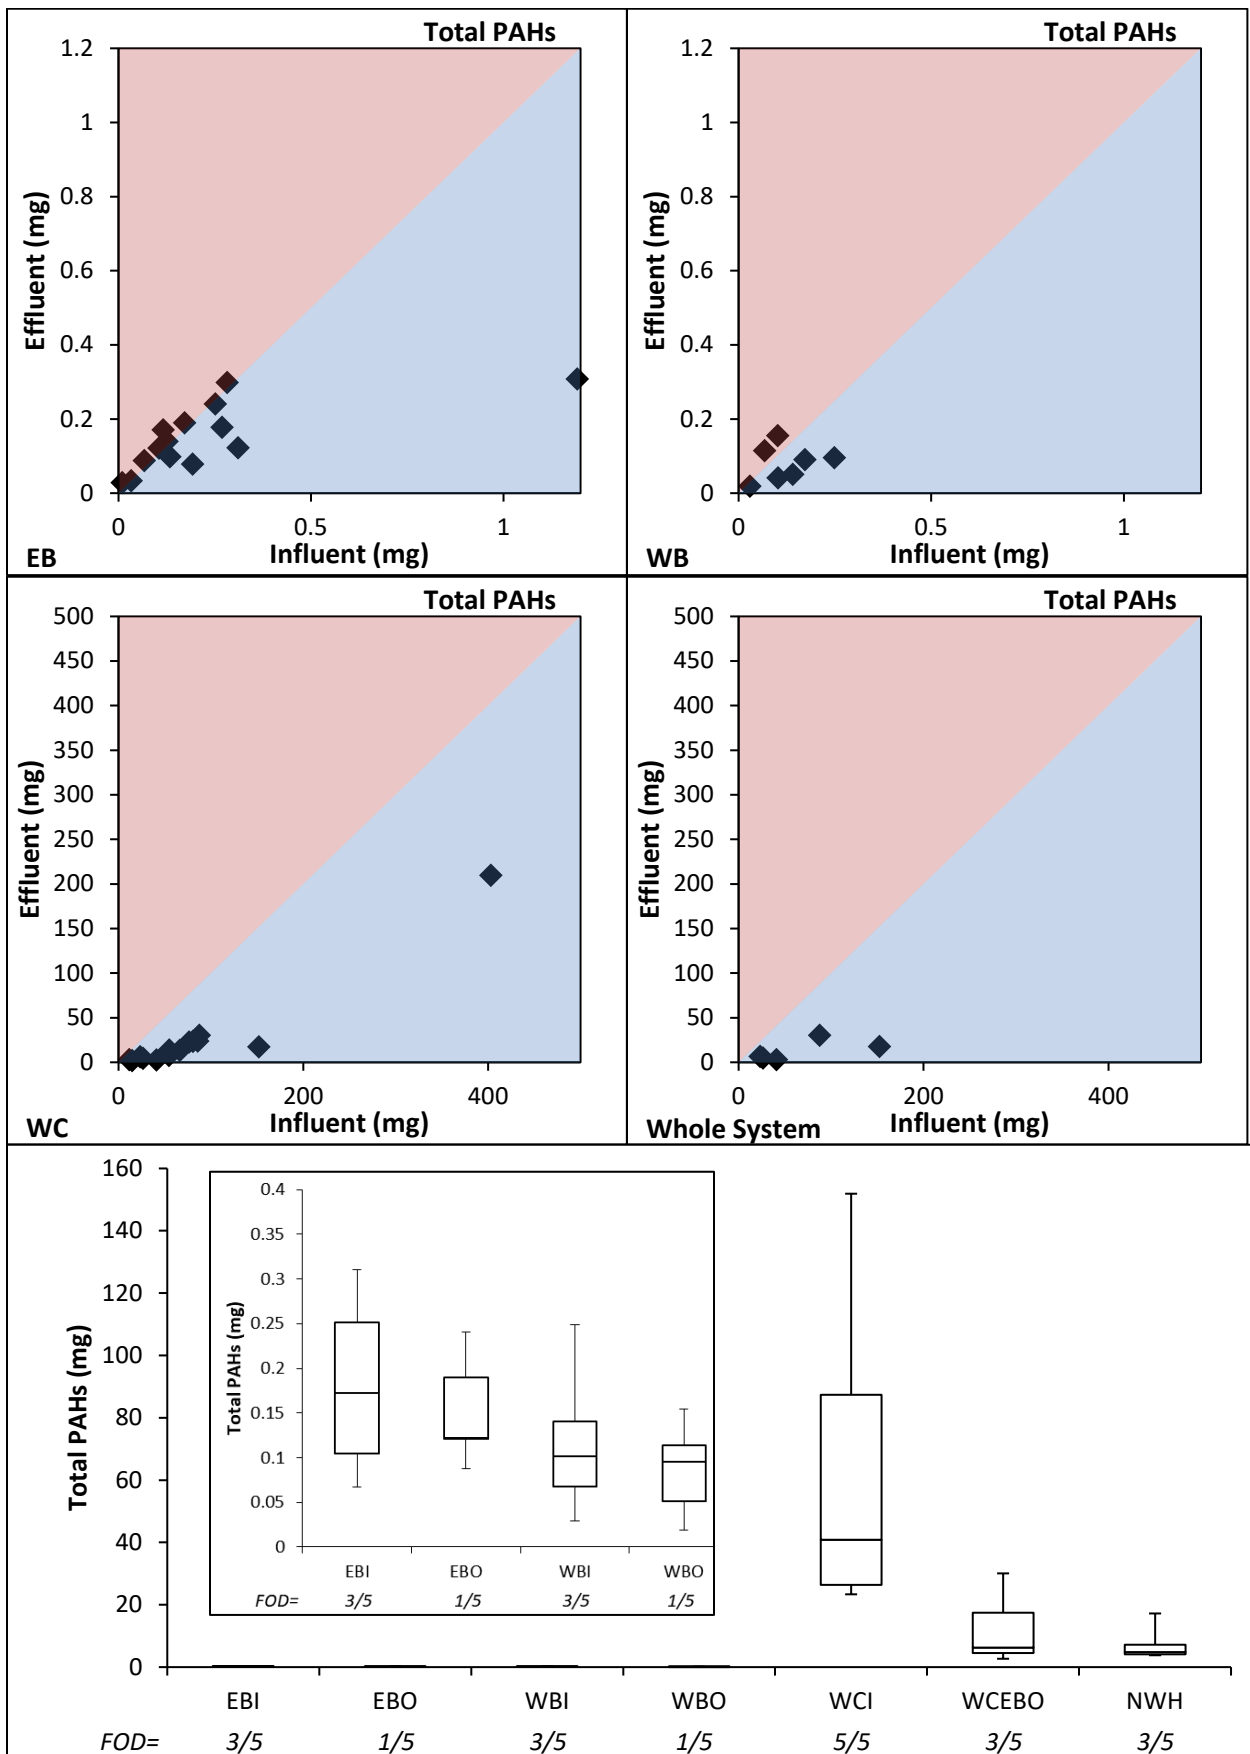 Total PAHs
1.2
1
0.8
0.6
0.4
0.2
0
Effluent (mg)
0 0.5 1
Influent (mg)
EB
Total PAHs
1.2
1
0.8
0.6
0.4
0.2
0
Effluent (mg)
0 0.5 1
Influent (mg)
WB
Total PAHs
500
450
400
350
300
250
200
150
100
50
0
Effluent (mg)
0 200 400
Influent (mg)
WC
Total PAHs
500
450
400
350
300
250
200
150
100
50
0
Effluent (mg)
0 200 400
Influent (mg)
Whole System
160
140
120
100
80
60
40
20
0
Total PAHs (mg)
0.4
0.35
0.3
0.25
0.2
0.15
0.1
0.05
0
Total PAHs (mg)
EBI EBO WBI WBO
FOD= 3/5 1/5 3/5 1/5
EBI EBO WBI WBO WCI WCEBO NWH
FOD= 3/5 1/5 3/5 1/5 5/5 3/5 3/5